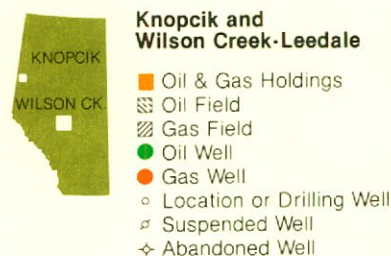 Knopcik and
Wilson Creek-Leedale
KNOPCIK
WILSON CK.
Oil & Gas Holdings
Oil Field
Gas Field
Oil Well
Gas Well
Location or Drilling Well
Suspended Well
Abandoned Well